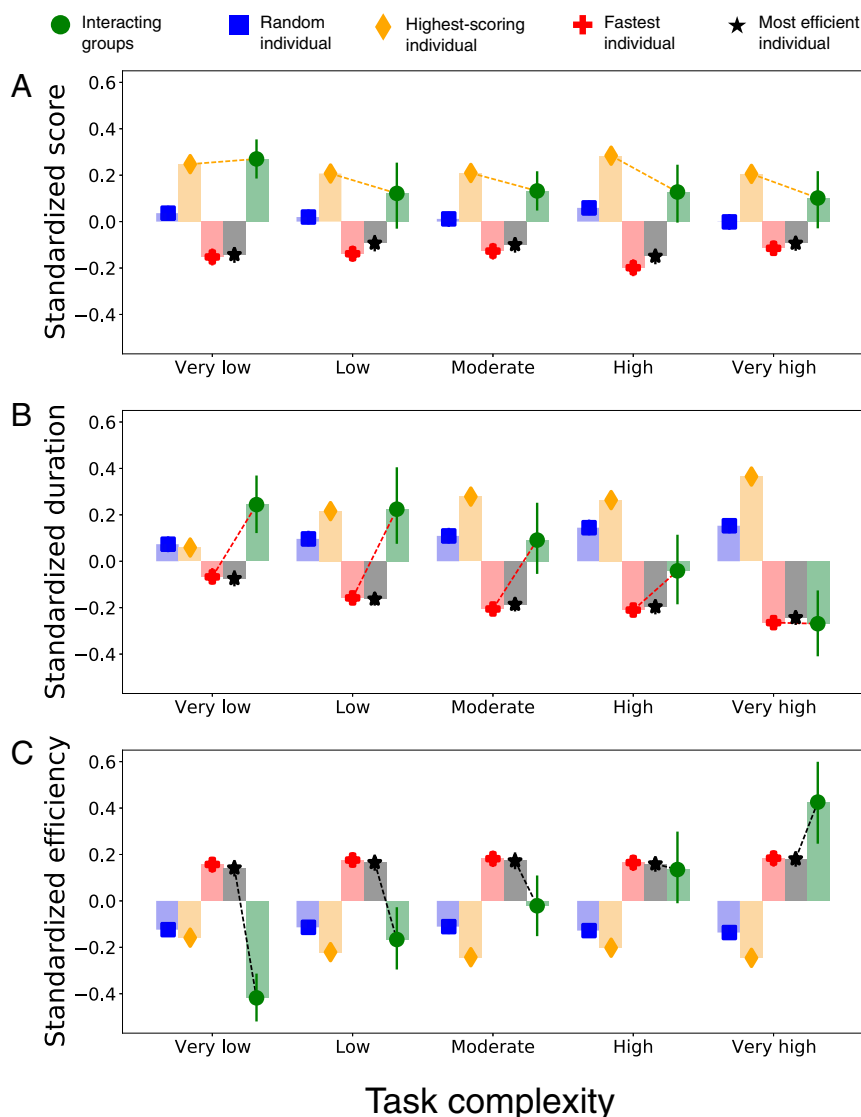 Interacting groups
Random individual
Highest-scoring individual
Fastest individual
Most efficient individual
A
Standardized score
0.6
0.4
0.2
0.0
−0.2
−0.4
Very low
Low
Moderate
High
Very high
B
Standardized duration
0.6
0.4
0.2
0.0
−0.2
−0.4
Very low
Low
Moderate
High
Very high
C
Standardized efficiency
0.6
0.4
0.2
0.0
−0.2
−0.4
Very low
Low
Moderate
High
Very high
Task complexity